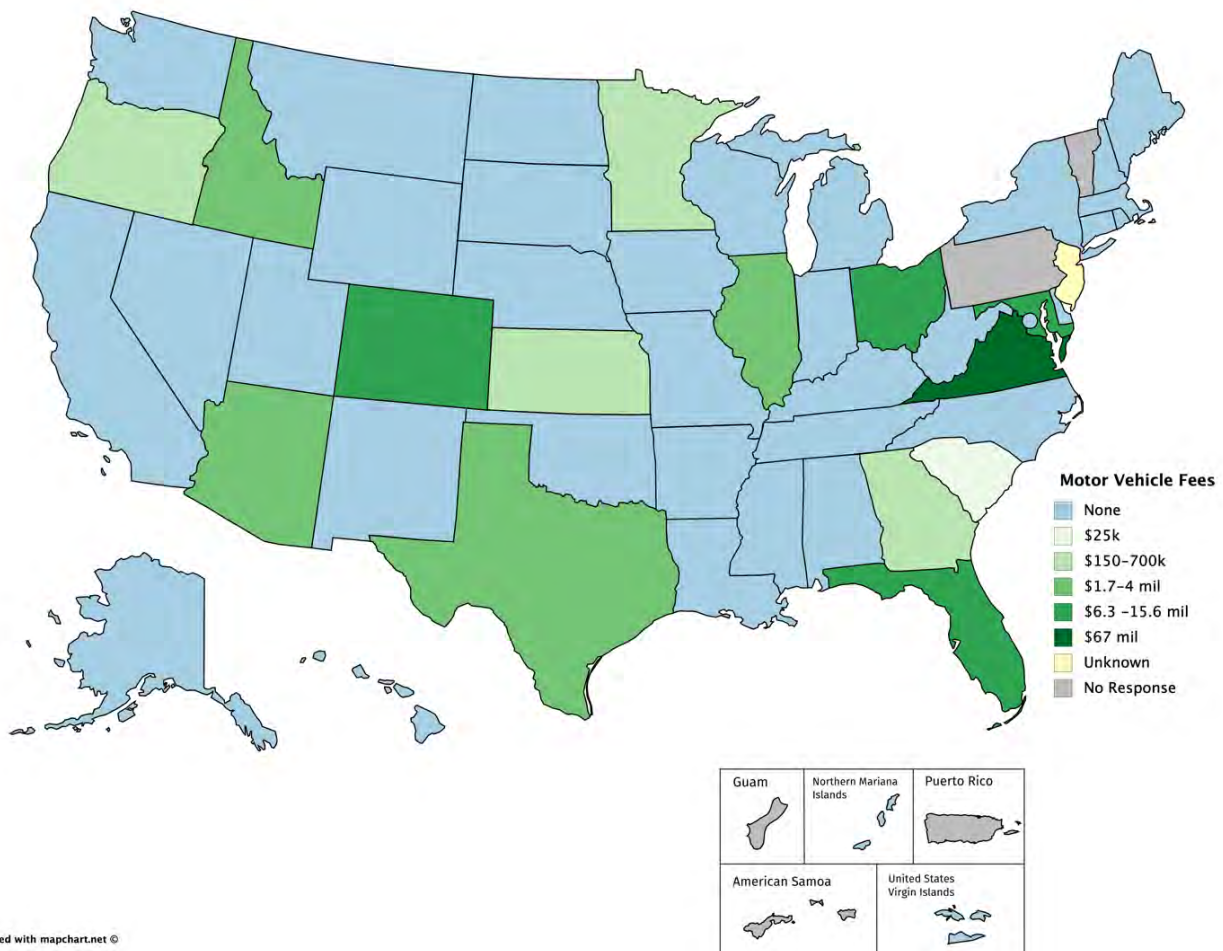 Motor Vehicle Fees
None
$25k
$150–700k
$1.7–4 mil
$6.3 –15.6 mil
$67 mil
Unknown
No Response
Guam
Northern Mariana
Islands
Puerto Rico
American Samoa
United States
Virgin Islands
ed with mapchart.net ©